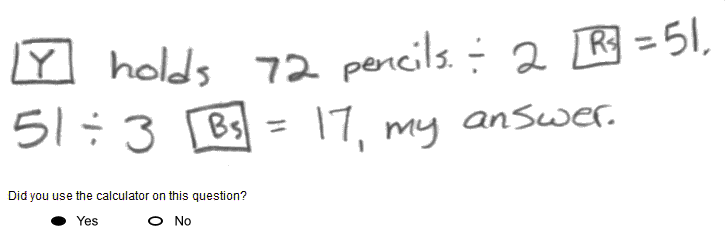 Y holds 72 pencils. ÷ 2 Rs = 51,
51 ÷ 3 Bs = 17, my answer.
Did you use the calculator on this question?
Yes No